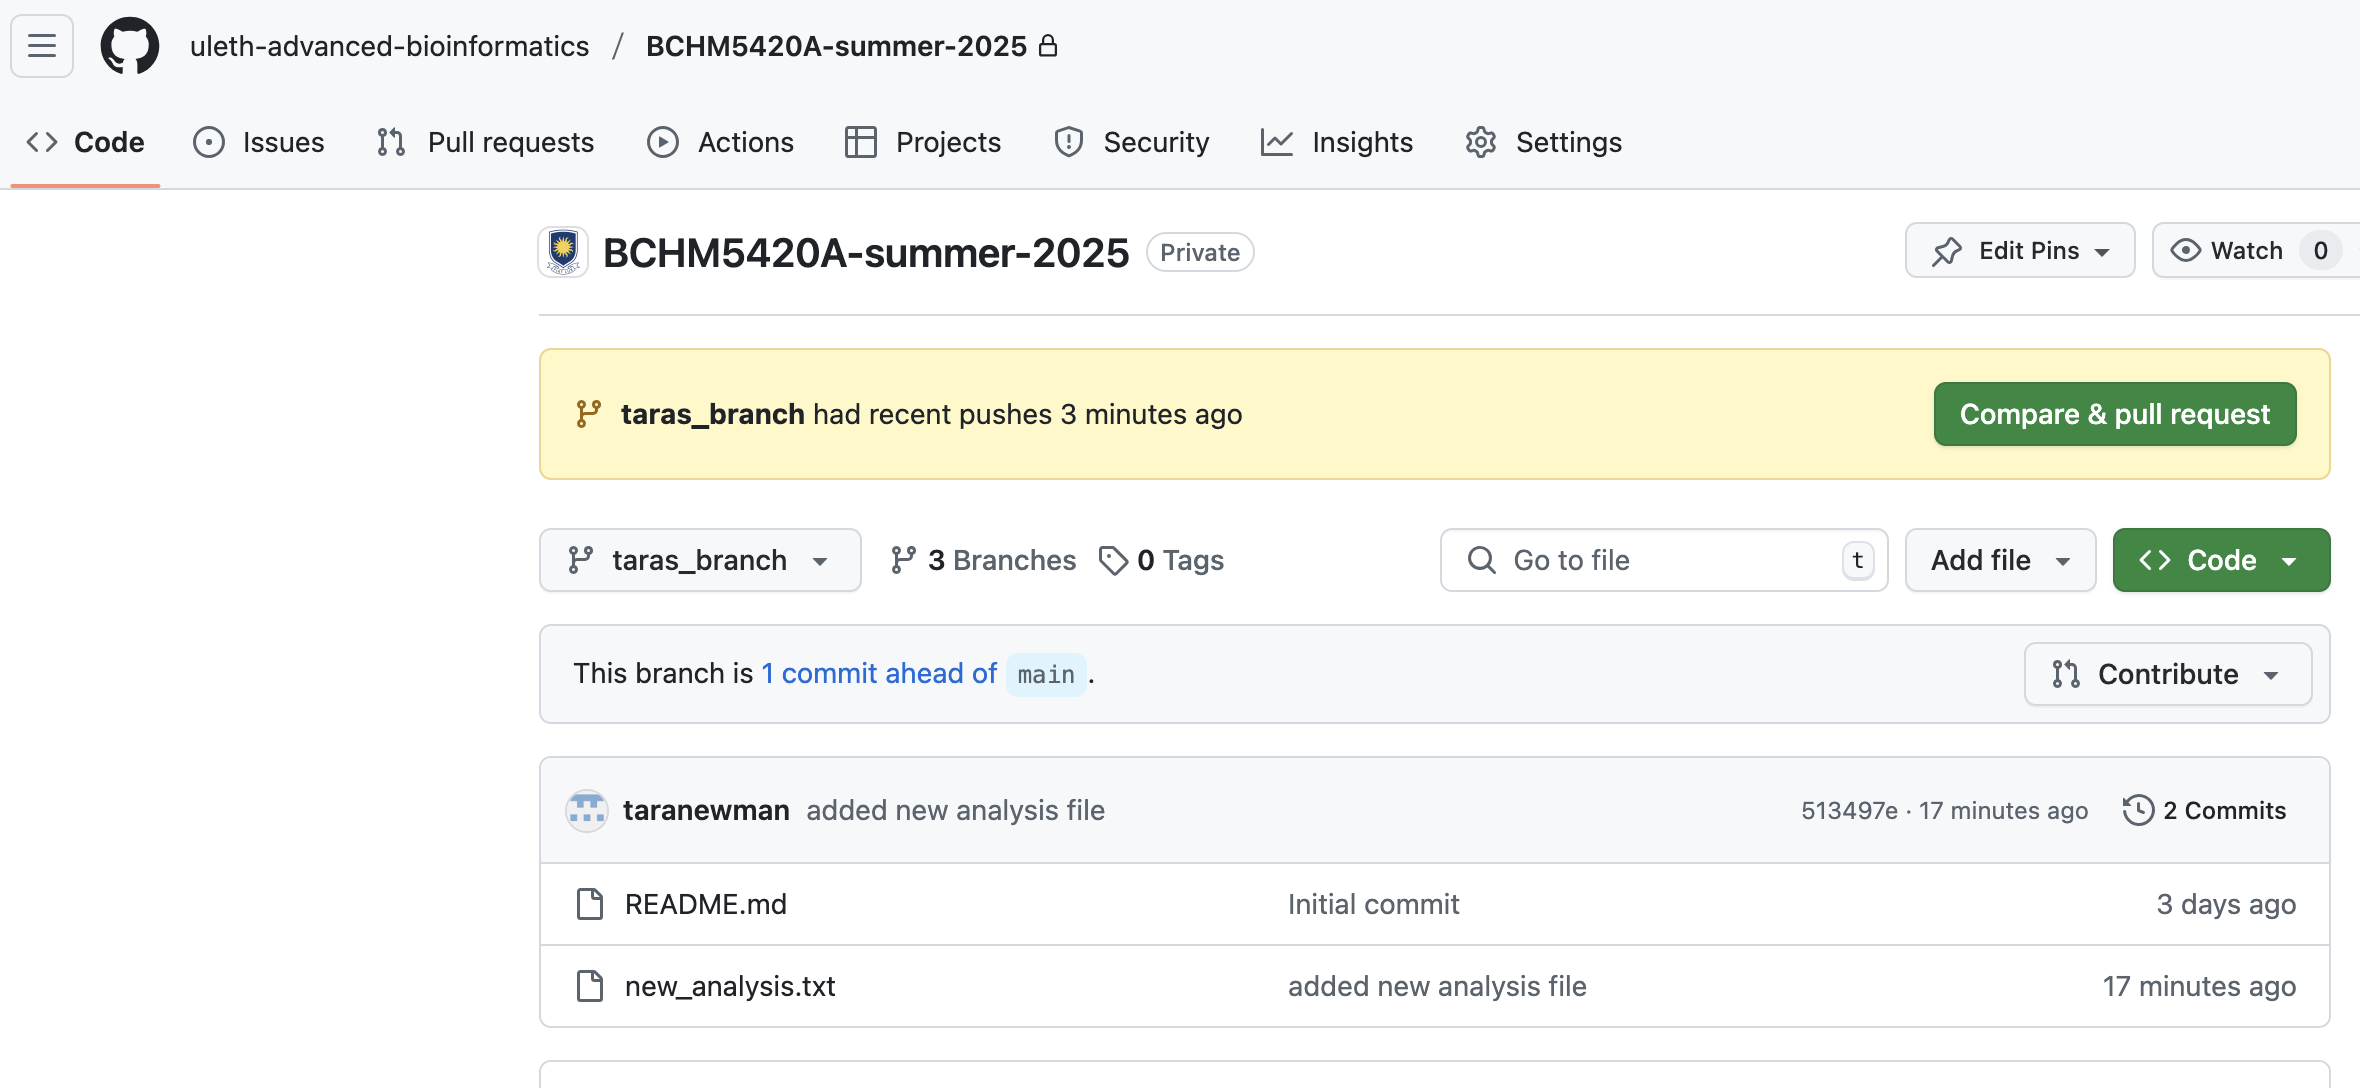 uleth-advanced-bioinformatics / BCHM5420A-summer-2025
Code Issues Pull requests Actions Projects Security Insights Settings
BCHM5420A-summer-2025 Private Edit Pins Watch 0
taras_branch had recent pushes 3 minutes ago Compare & pull request
taras_branch 3 Branches 0 Tags Go to file t Add file Code
This branch is 1 commit ahead of main. Contribute
taranewman added new analysis file 513497e · 17 minutes ago 2 Commits
README.md Initial commit 3 days ago
new_analysis.txt added new analysis file 17 minutes ago